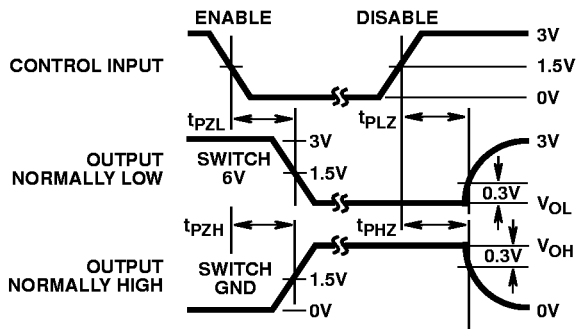 ENABLE DISABLE
3V
CONTROL INPUT 1.5V
0V
tPZL tPLZ
3V 3V
OUTPUT SWITCH
NORMALLY LOW 6V 1.5V
0.3V
VOL
tPZH tPHZ
VOH
OUTPUT SWITCH 0.3V
NORMALLY HIGH GND 1.5V
0V 0V